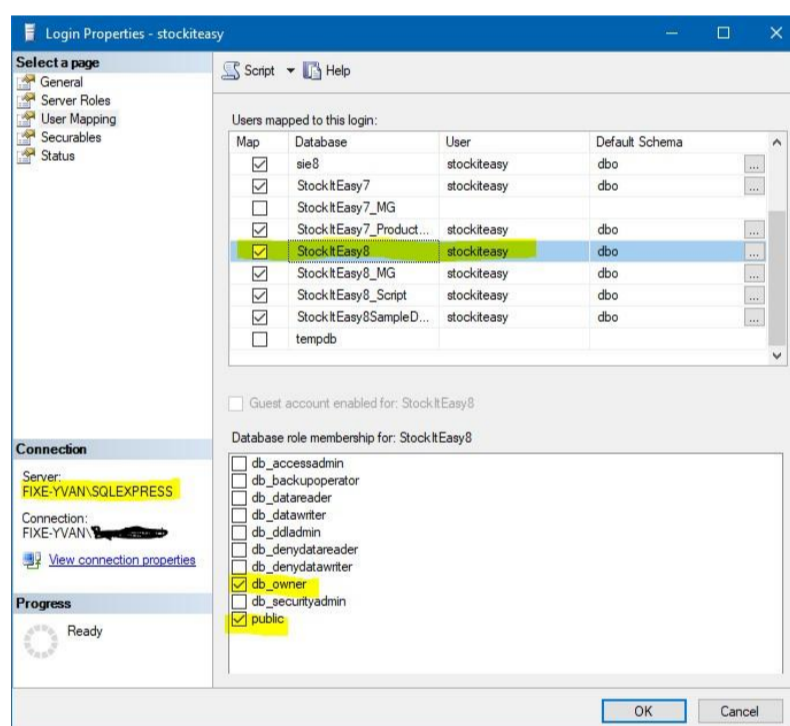 Login Properties - stockiteasy
Select a page
General
Server Roles
User Mapping
Securables
Status
Script
Help
Users mapped to this login:
Map Database User Default Schema
sie8 stockiteasy dbo ...
StockItEasy7 stockiteasy dbo ...
StockItEasy7_MG
StockItEasy7_Product... stockiteasy dbo ...
StockItEasy8 stockiteasy dbo ...
StockItEasy8_MG stockiteasy dbo ...
StockItEasy8_Script stockiteasy dbo ...
StockItEasy8SampleD... stockiteasy dbo ...
tempdb
Guest account enabled for: StockItEasy8
Database role membership for: StockItEasy8
db_accessadmin
db_backupoperator
db_datareader
db_datawriter
db_ddladmin
db_denydatareader
db_denydatawriter
db_owner
db_securityadmin
public
Connection
Server:
FIXE-YVAN\SQLEXPRESS
Connection:
FIXE-YVAN\
View connection properties
Progress
Ready
OK
Cancel